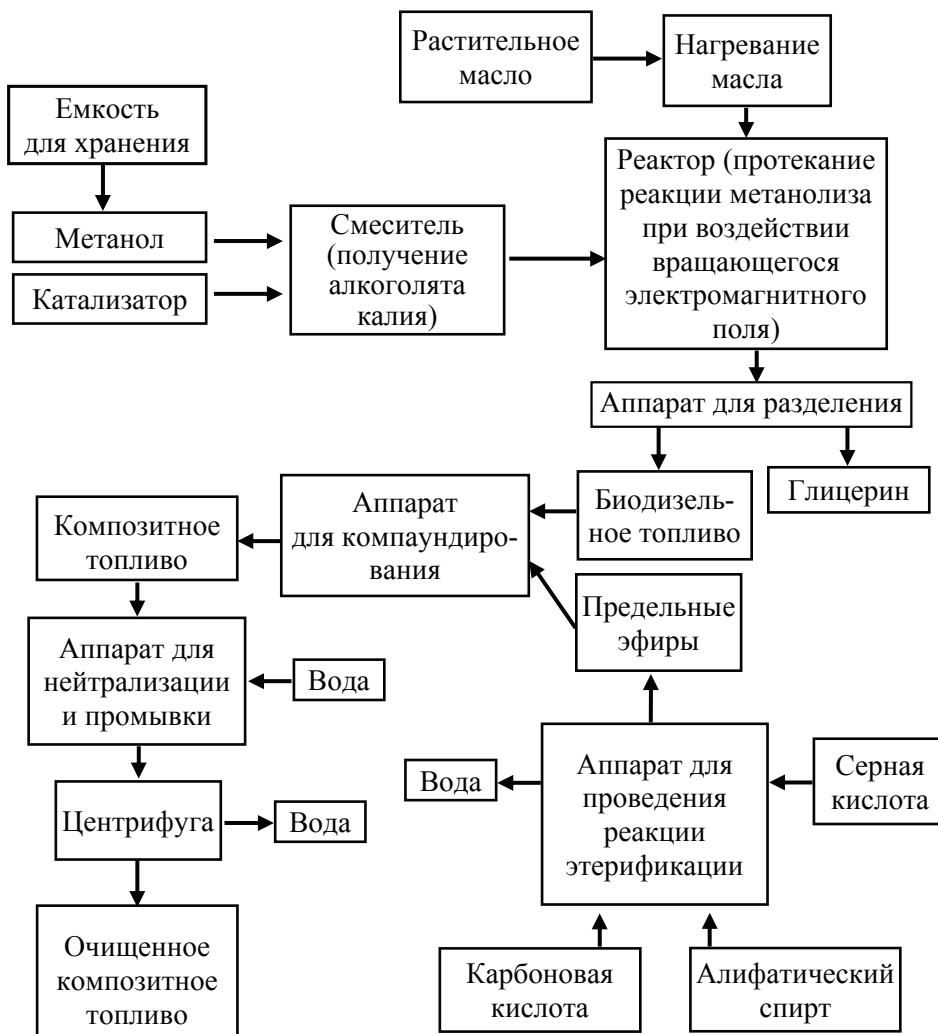 Растительное
масло
Нагревание
масла
Емкость
для хранения
Метанол
Катализатор
Смеситель
(получение
алкоголята
калия)
Реактор (протекание
реакции метанолиза
при воздействии
вращающегося
электромагнитного
поля)
Аппарат для разделения
Глицерин
Биодизель-
ное топливо
Аппарат
для компаундиро-
вания
Композитное
топливо
Предельные
эфиры
Аппарат для
нейтрализации
и промывки
Вода
Вода
Аппарат для
проведения
реакции
этерификации
Серная
кислота
Центрифуга
Вода
Очищенное
композитное
топливо
Карбоновая
кислота
Алифатический
спирт